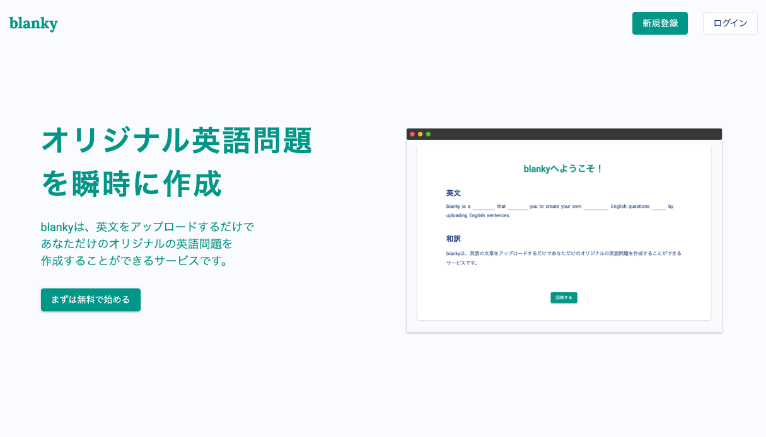 blanky
新規登録
ログイン
オリジナル英語問題
を瞬時に作成
blankyは、英文をアップロードするだけで
あなただけのオリジナルの英語問題を
作成することができるサービスです。
まずは無料で始める
blankyへようこそ！
英文
blanky is a ________ that _______ you to create your own _________ English questions _____ by
uploading English sentences.
和訳
blankyは、英語の文章をアップロードするだけであなただけのオリジナルの英語問題を作成することができる
サービスです。
回答する